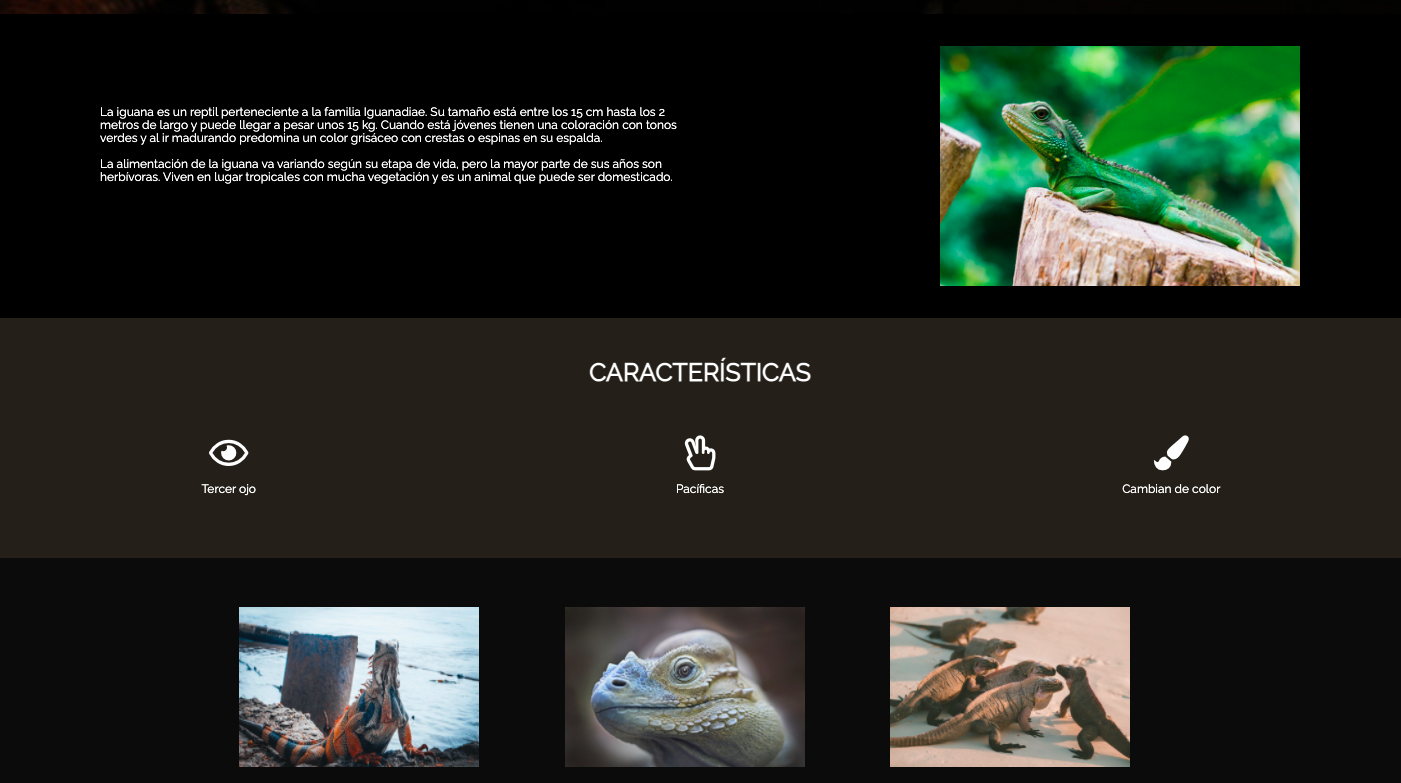 La iguana es un reptil perteneciente a la familia Iguanadiae. Su tamaño está entre los 15 cm hasta los 2
metros de largo y puede llegar a pesar unos 15 kg. Cuando está jóvenes tienen una coloración con tonos
verdes y al ir madurando predomina un color grisáceo con crestas o espinas en su espalda.
La alimentación de la iguana va variando según su etapa de vida, pero la mayor parte de sus años son
herbívoras. Viven en lugar tropicales con mucha vegetación y es un animal que puede ser domesticado.
CARACTERÍSTICAS
Tercer ojo
Pacíficas
Cambian de color